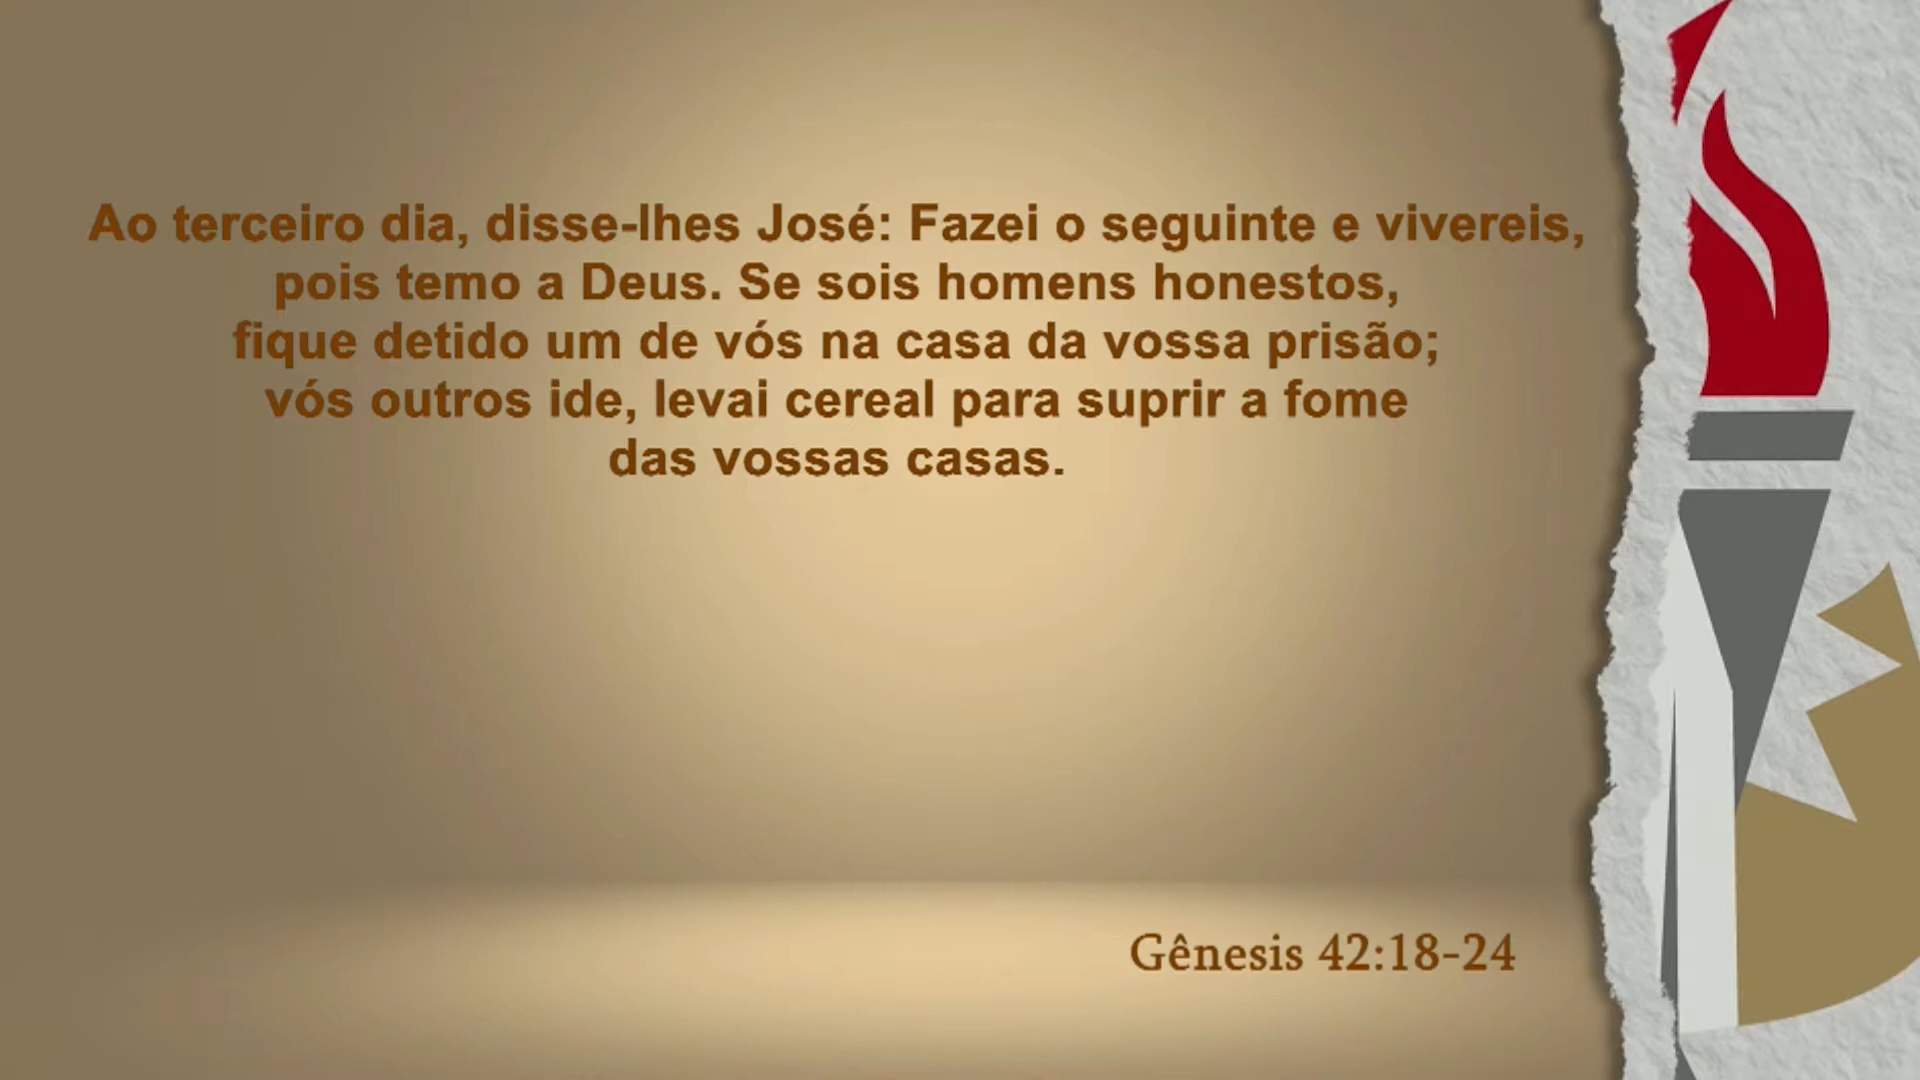 Ao terceiro dia, disse-lhes José: Fazei o seguinte e vivereis,
pois temo a Deus. Se sois homens honestos,
fique detido um de vós na casa da vossa prisão;
vós outros ide, levai cereal para suprir a fome
das vossas casas.
Gênesis 42:18-24